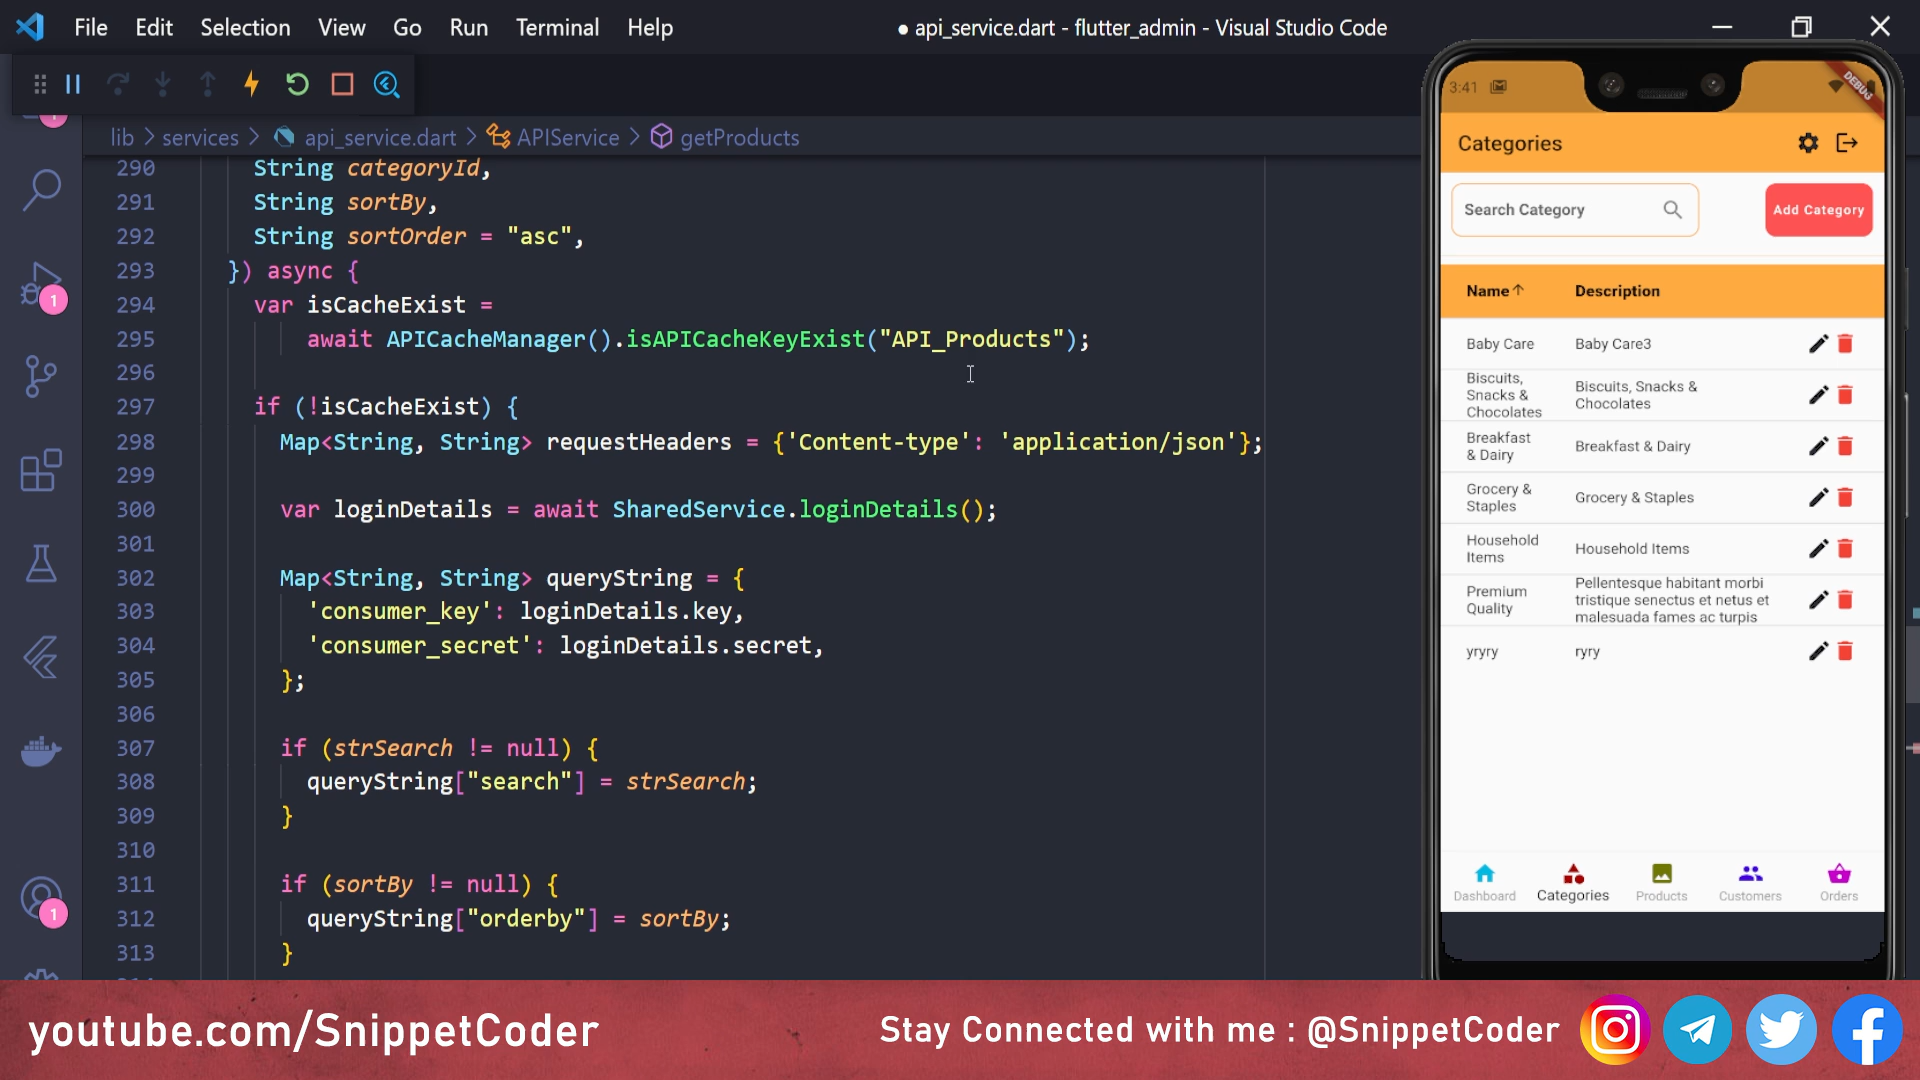 File Edit Selection View Go Run Terminal Help
● api_service.dart - flutter_admin - Visual Studio Code
lib > services > api_service.dart > APIService > getProducts
290 String categoryId,
291 String sortBy,
292 String sortOrder = "asc",
293 }) async {
294 var isCacheExist =
295 await APICacheManager().isAPICacheKeyExist("API_Products");
296
297 if (!isCacheExist) {
298 Map<String, String> requestHeaders = {'Content-type': 'application/json'};
299
300 var loginDetails = await SharedService.loginDetails();
301
302 Map<String, String> queryString = {
303 'consumer_key': loginDetails.key,
304 'consumer_secret': loginDetails.secret,
305 };
306
307 if (strSearch != null) {
308 queryString["search"] = strSearch;
309 }
310
311 if (sortBy != null) {
312 queryString["orderby"] = sortBy;
313 }
1
1
3:41
DEBUG
Categories
Search Category
Add Category
Name↑ Description
Baby Care Baby Care3
Biscuits,
Snacks &
Chocolates
Biscuits, Snacks &
Chocolates
Breakfast
& Dairy
Breakfast & Dairy
Grocery &
Staples
Grocery & Staples
Household
Items
Household Items
Premium
Quality
Pellentesque habitant morbi
tristique senectus et netus et
malesuada fames ac turpis
yryry ryry
Dashboard Categories Products Customers Orders
youtube.com/SnippetCoder
Stay Connected with me : @SnippetCoder